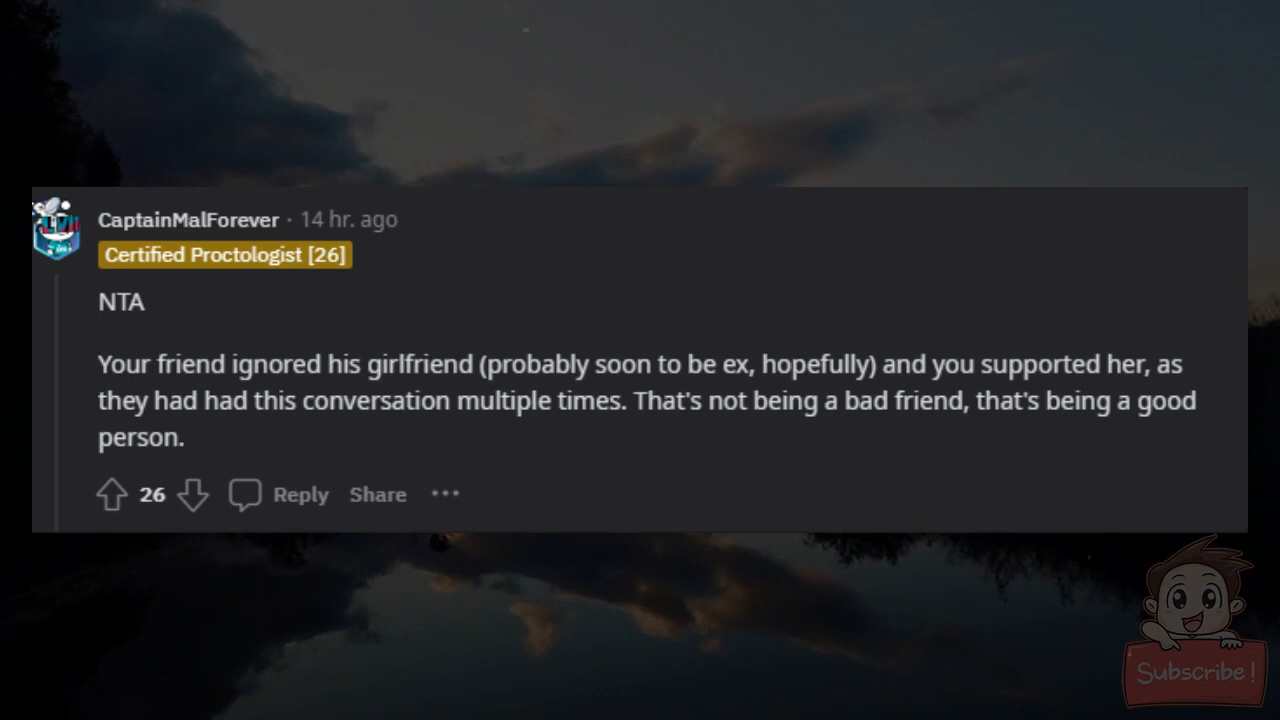 CaptainMalForever · 14 hr. ago
Certified Proctologist [26]
NTA
Your friend ignored his girlfriend (probably soon to be ex, hopefully) and you supported her, as
they had had this conversation multiple times. That's not being a bad friend, that's being a good
person.
26 Reply Share ···
Subscribe!